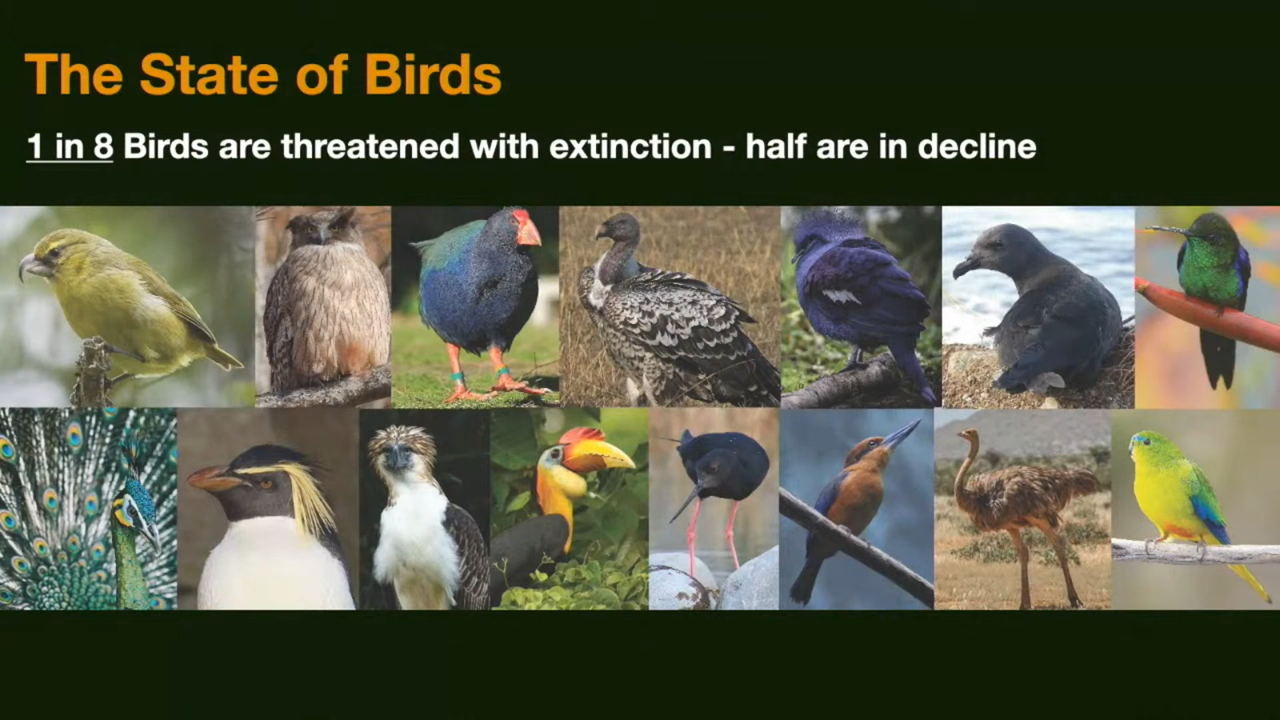 The State of Birds
1 in 8 Birds are threatened with extinction - half are in decline